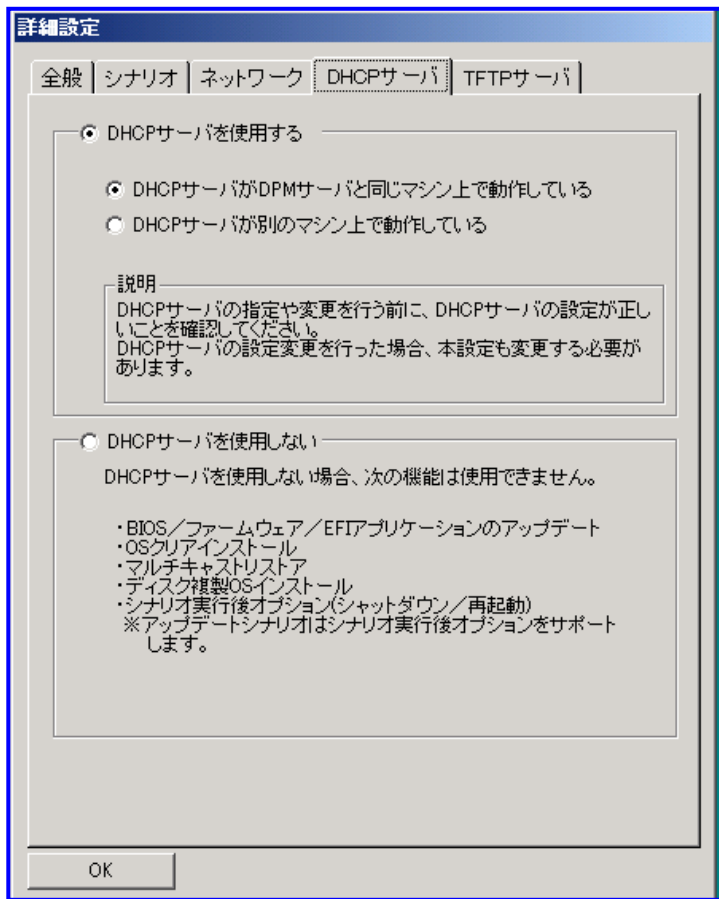 詳細設定
全般 シナリオ ネットワーク DHCPサーバ TFTPサーバ
DHCPサーバを使用する
DHCPサーバがDPMサーバと同じマシン上で動作している
DHCPサーバが別のマシン上で動作している
説明
DHCPサーバの指定や変更を行う前に、DHCPサーバの設定が正し
いことを確認してください。
DHCPサーバの設定変更を行った場合、本設定も変更する必要が
あります。
DHCPサーバを使用しない
DHCPサーバを使用しない場合、次の機能は使用できません。
・BIOS／ファームウェア／EFIアプリケーションのアップデート
・OSクリアインストール
・マルチキャストリストア
・ディスク複製OSインストール
・シナリオ実行後オプション(シャットダウン／再起動)
※アップデートシナリオはシナリオ実行後オプションをサポート
します。
OK